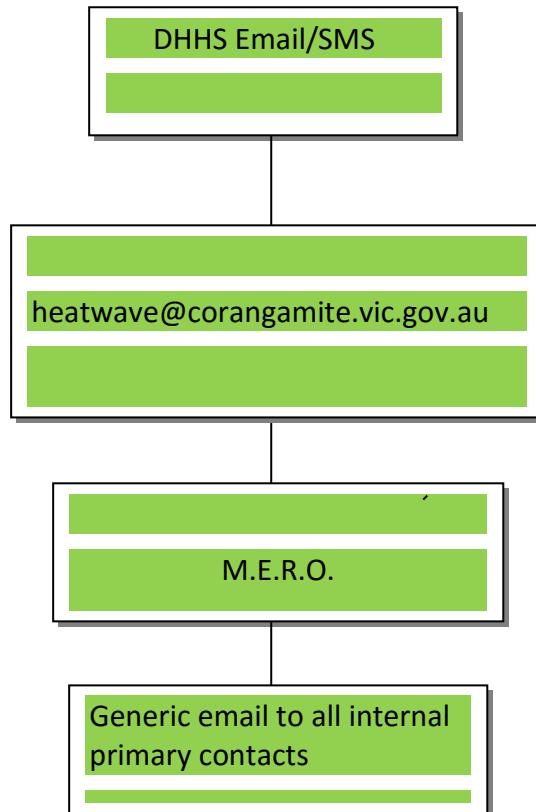 DHHS Email/SMS
heatwave@corangamite.vic.gov.au
M.E.R.O.
Generic email to all internal
primary contacts